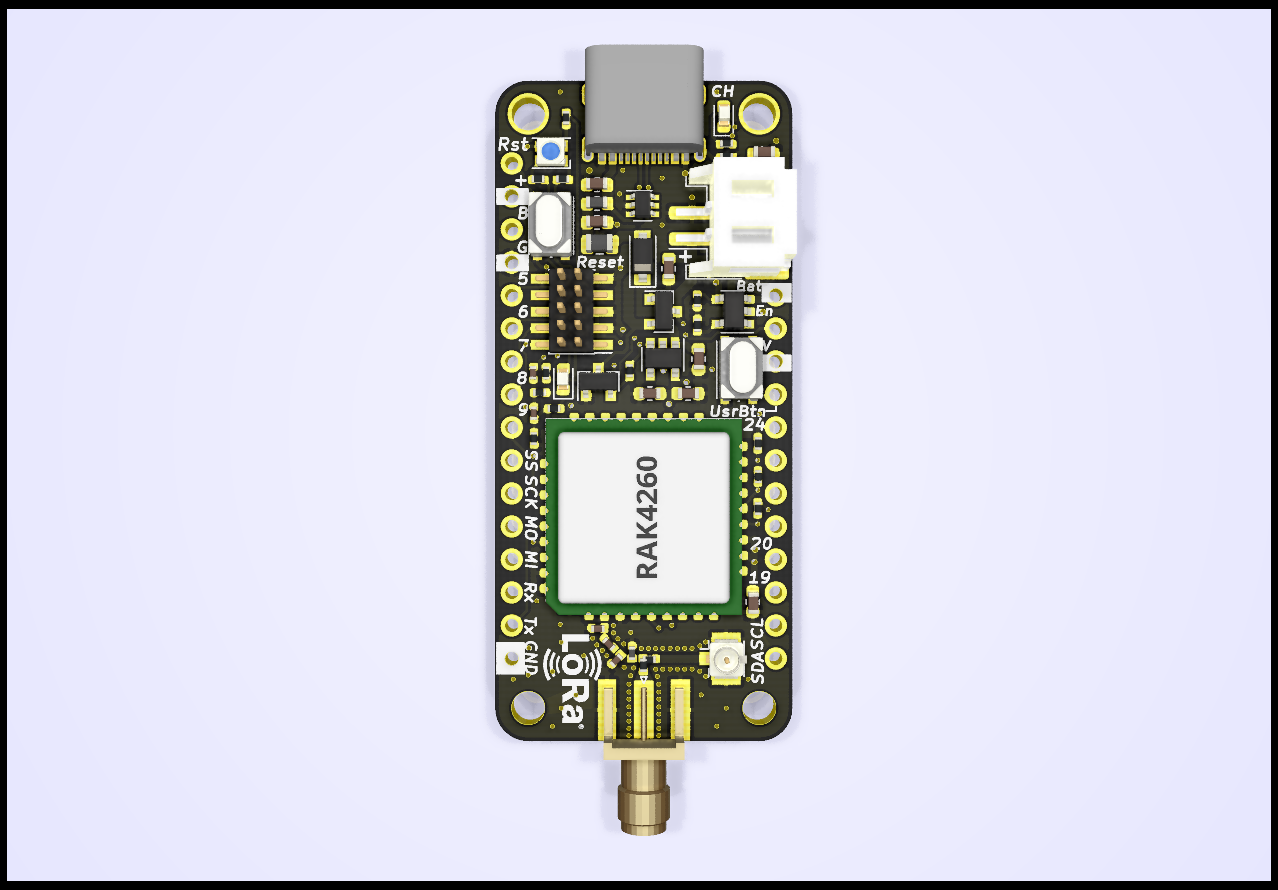 CH
Rst
+
B
G
Reset
+
5
Bat
6
En
7
V
8
9
UsrBtn
L
24
SS
SCK
MO
MI
Rx
Tx
GND
RAK4260
20
19
SCL
SDA
LoRa